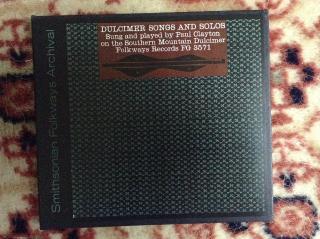 DULCIMER SONGS AND SOLOS
Sung and played by Paul Clayton
on the Southern Mountain Dulcimer
Folkways Records FG 3571
Smithsonian Folkways Archival